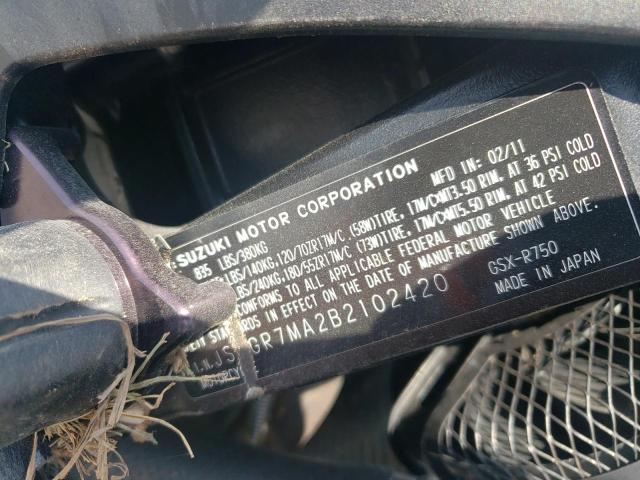 SUZUKI MOTOR CORPORATION MFD IN: 02/11
835 LBS/380KG
LBS/140KG,120/70ZR17M/C (58W)TIRE, 17M/C×MT3.50 RIM, AT 36 PSI COLD
LBS/240KG,180/55ZR17M/C (73W)TIRE, 17M/C×MT5.50 RIM, AT 42 PSI COLD
CONFORMS TO ALL APPLICABLE FEDERAL MOTOR VEHICLE
STANDARDS IN EFFECT ON THE DATE OF MANUFACTURE SHOWN ABOVE.
JS GR7MA2B2102420 GSX-R750
MADE IN JAPAN